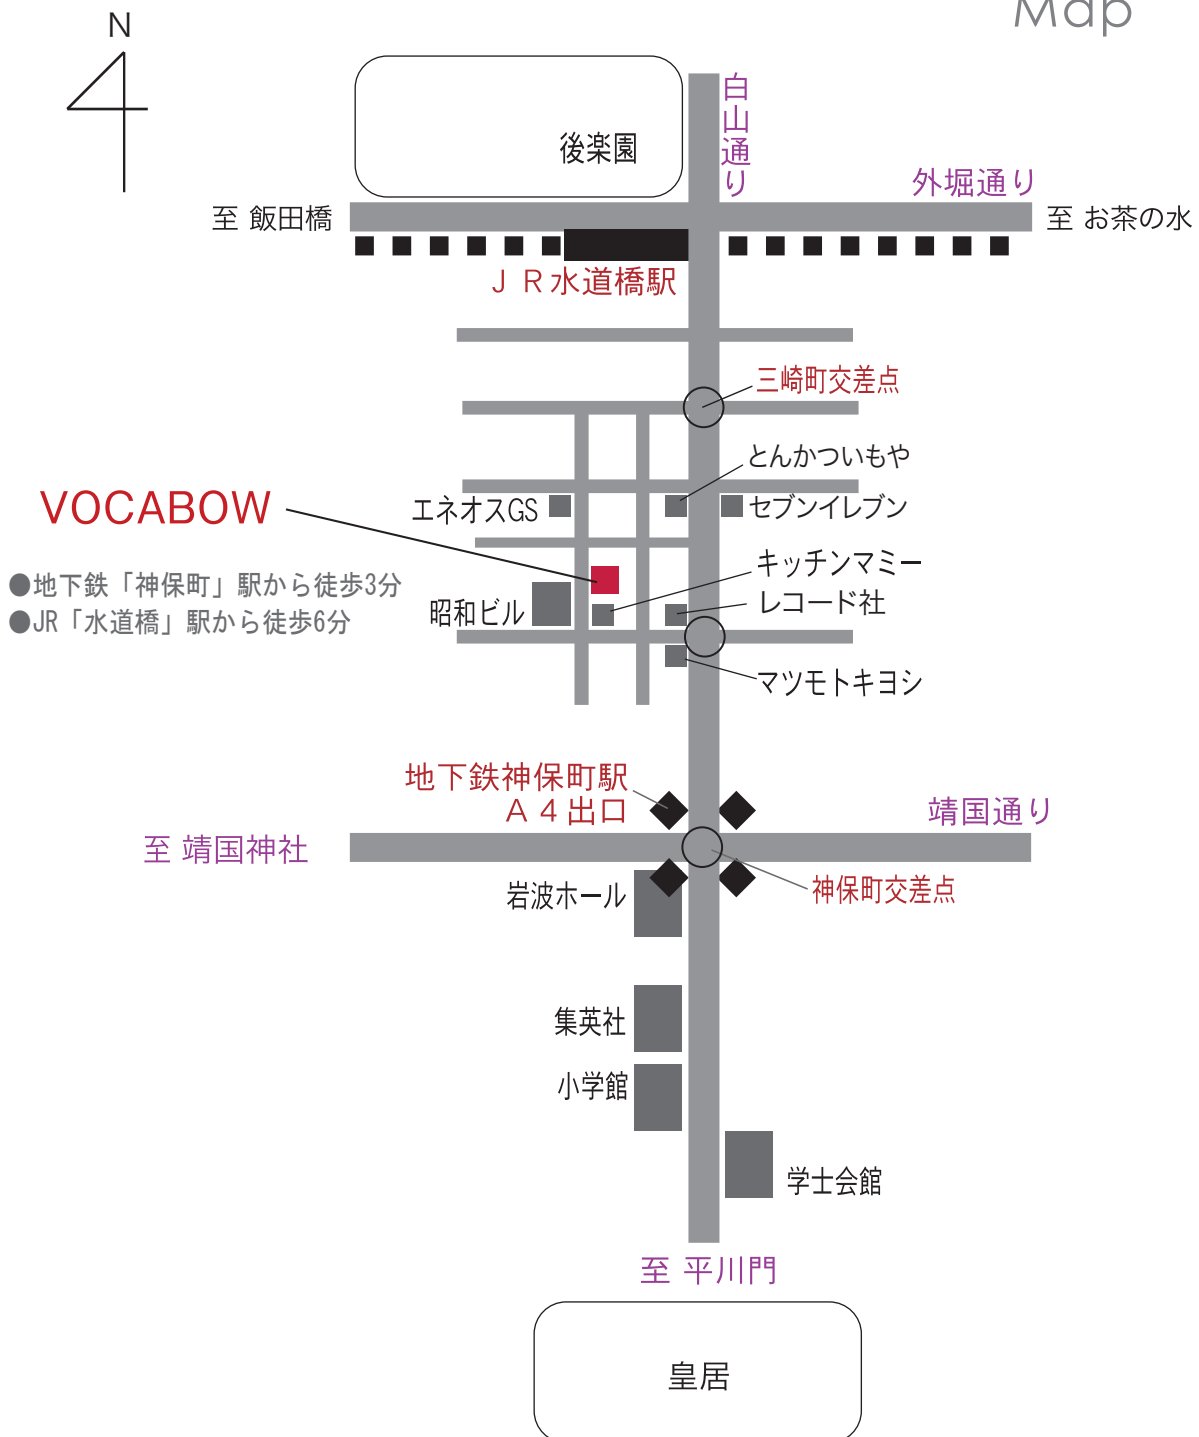 Map
N
白山通り
後楽園
外堀通り
至 飯田橋
至 お茶の水
ＪＲ水道橋駅
三崎町交差点
とんかついもや
VOCABOW
エネオスGS
セブンイレブン
キッチンマミー
●地下鉄「神保町」駅から徒歩3分
●JR「水道橋」駅から徒歩6分
昭和ビル
レコード社
マツモトキヨシ
地下鉄神保町駅
Ａ４出口
靖国通り
至 靖国神社
岩波ホール
神保町交差点
集英社
小学館
学士会館
至 平川門
皇居